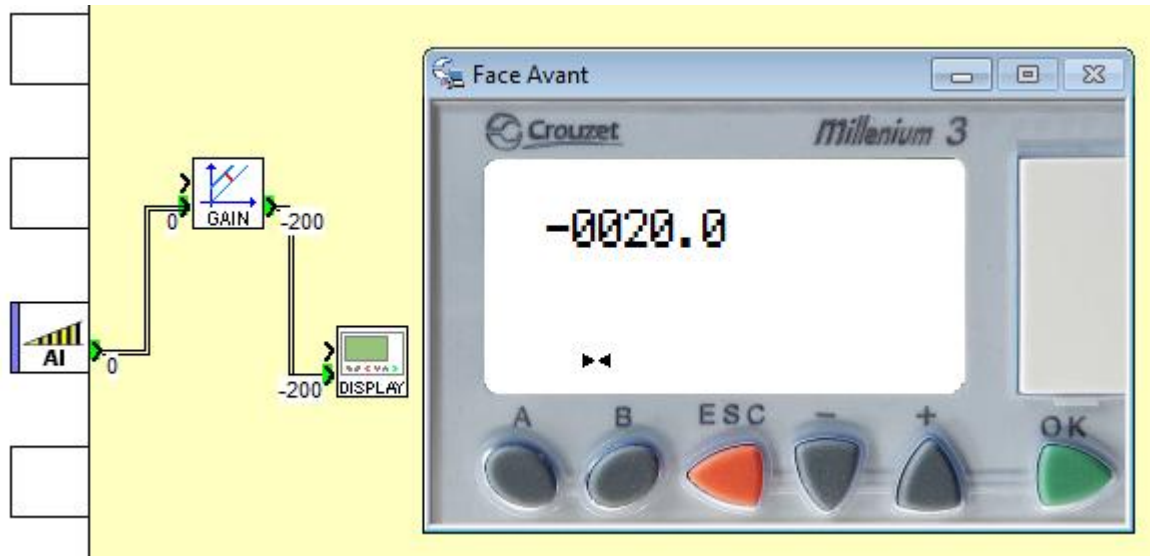 Face Avant
Crouzet
Millenium 3
-0020.0
0
GAIN
-200
AI
0
-200
DISPLAY
A B ESC - + OK